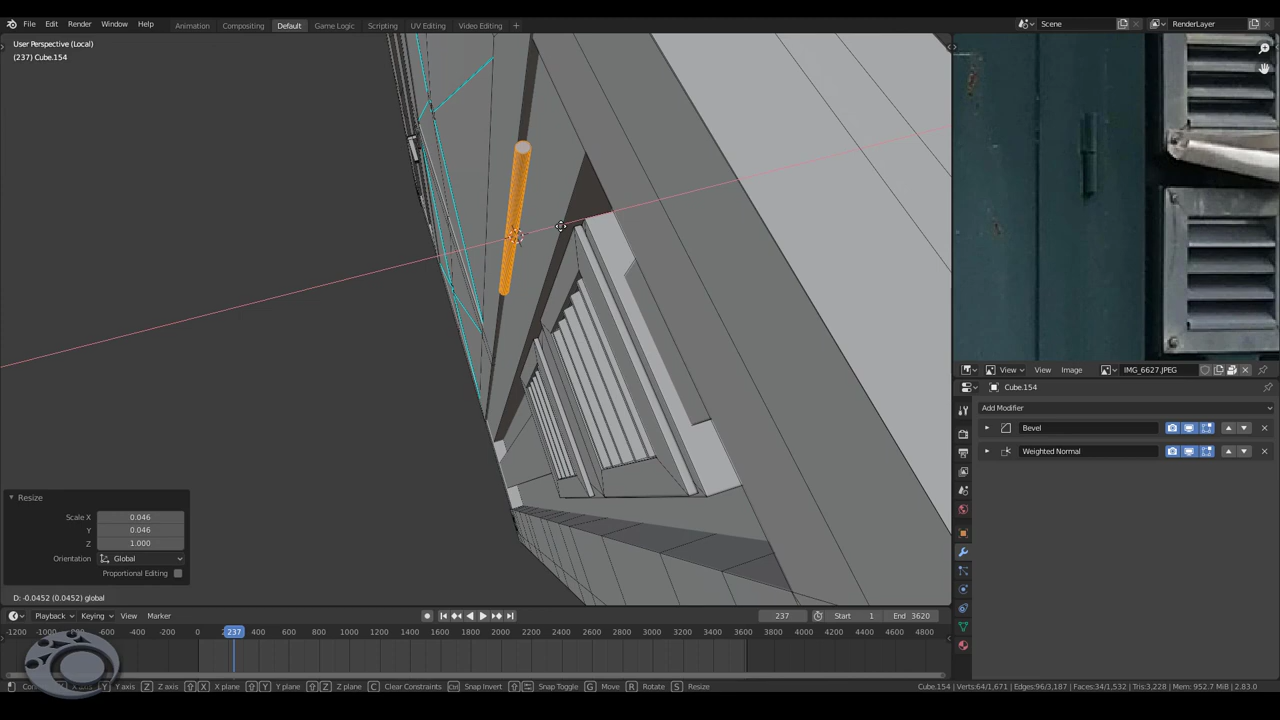 File Edit Render Window Help Animation Compositing Default Game Logic Scripting UV Editing Video Editing + Scene RenderLayer
User Perspective (Local)
(237) Cube.154
View View Image IMG_6627.JPEG
Cube.154
Add Modifier
Bevel
Weighted Normal
Resize
Scale X 0.046
Y 0.046
Z 1.000
Orientation Global
Proportional Editing
D: -0.0452 (0.0452) global
Playback Keying View Marker 237 Start 1 End 3620
-1200 -1000 -800 -600 -400 -200 0 237 400 600 800 1000 1200 1400 1600 1800 2000 2200 2400 2600 2800 3000 3200 3400 3600 3800 4000 4200 4400 4600 4800
Y Y axis Z Z axis X X plane Y Y plane Z Z plane C Clear Constraints Ctrl Snap Invert Snap Toggle G Move R Rotate S Resize Cube.154 | Verts:64/1,671 | Edges:96/3,187 | Faces:34/1,532 | Tris:3,228 | Mem: 952.7 MiB | 2.83.0